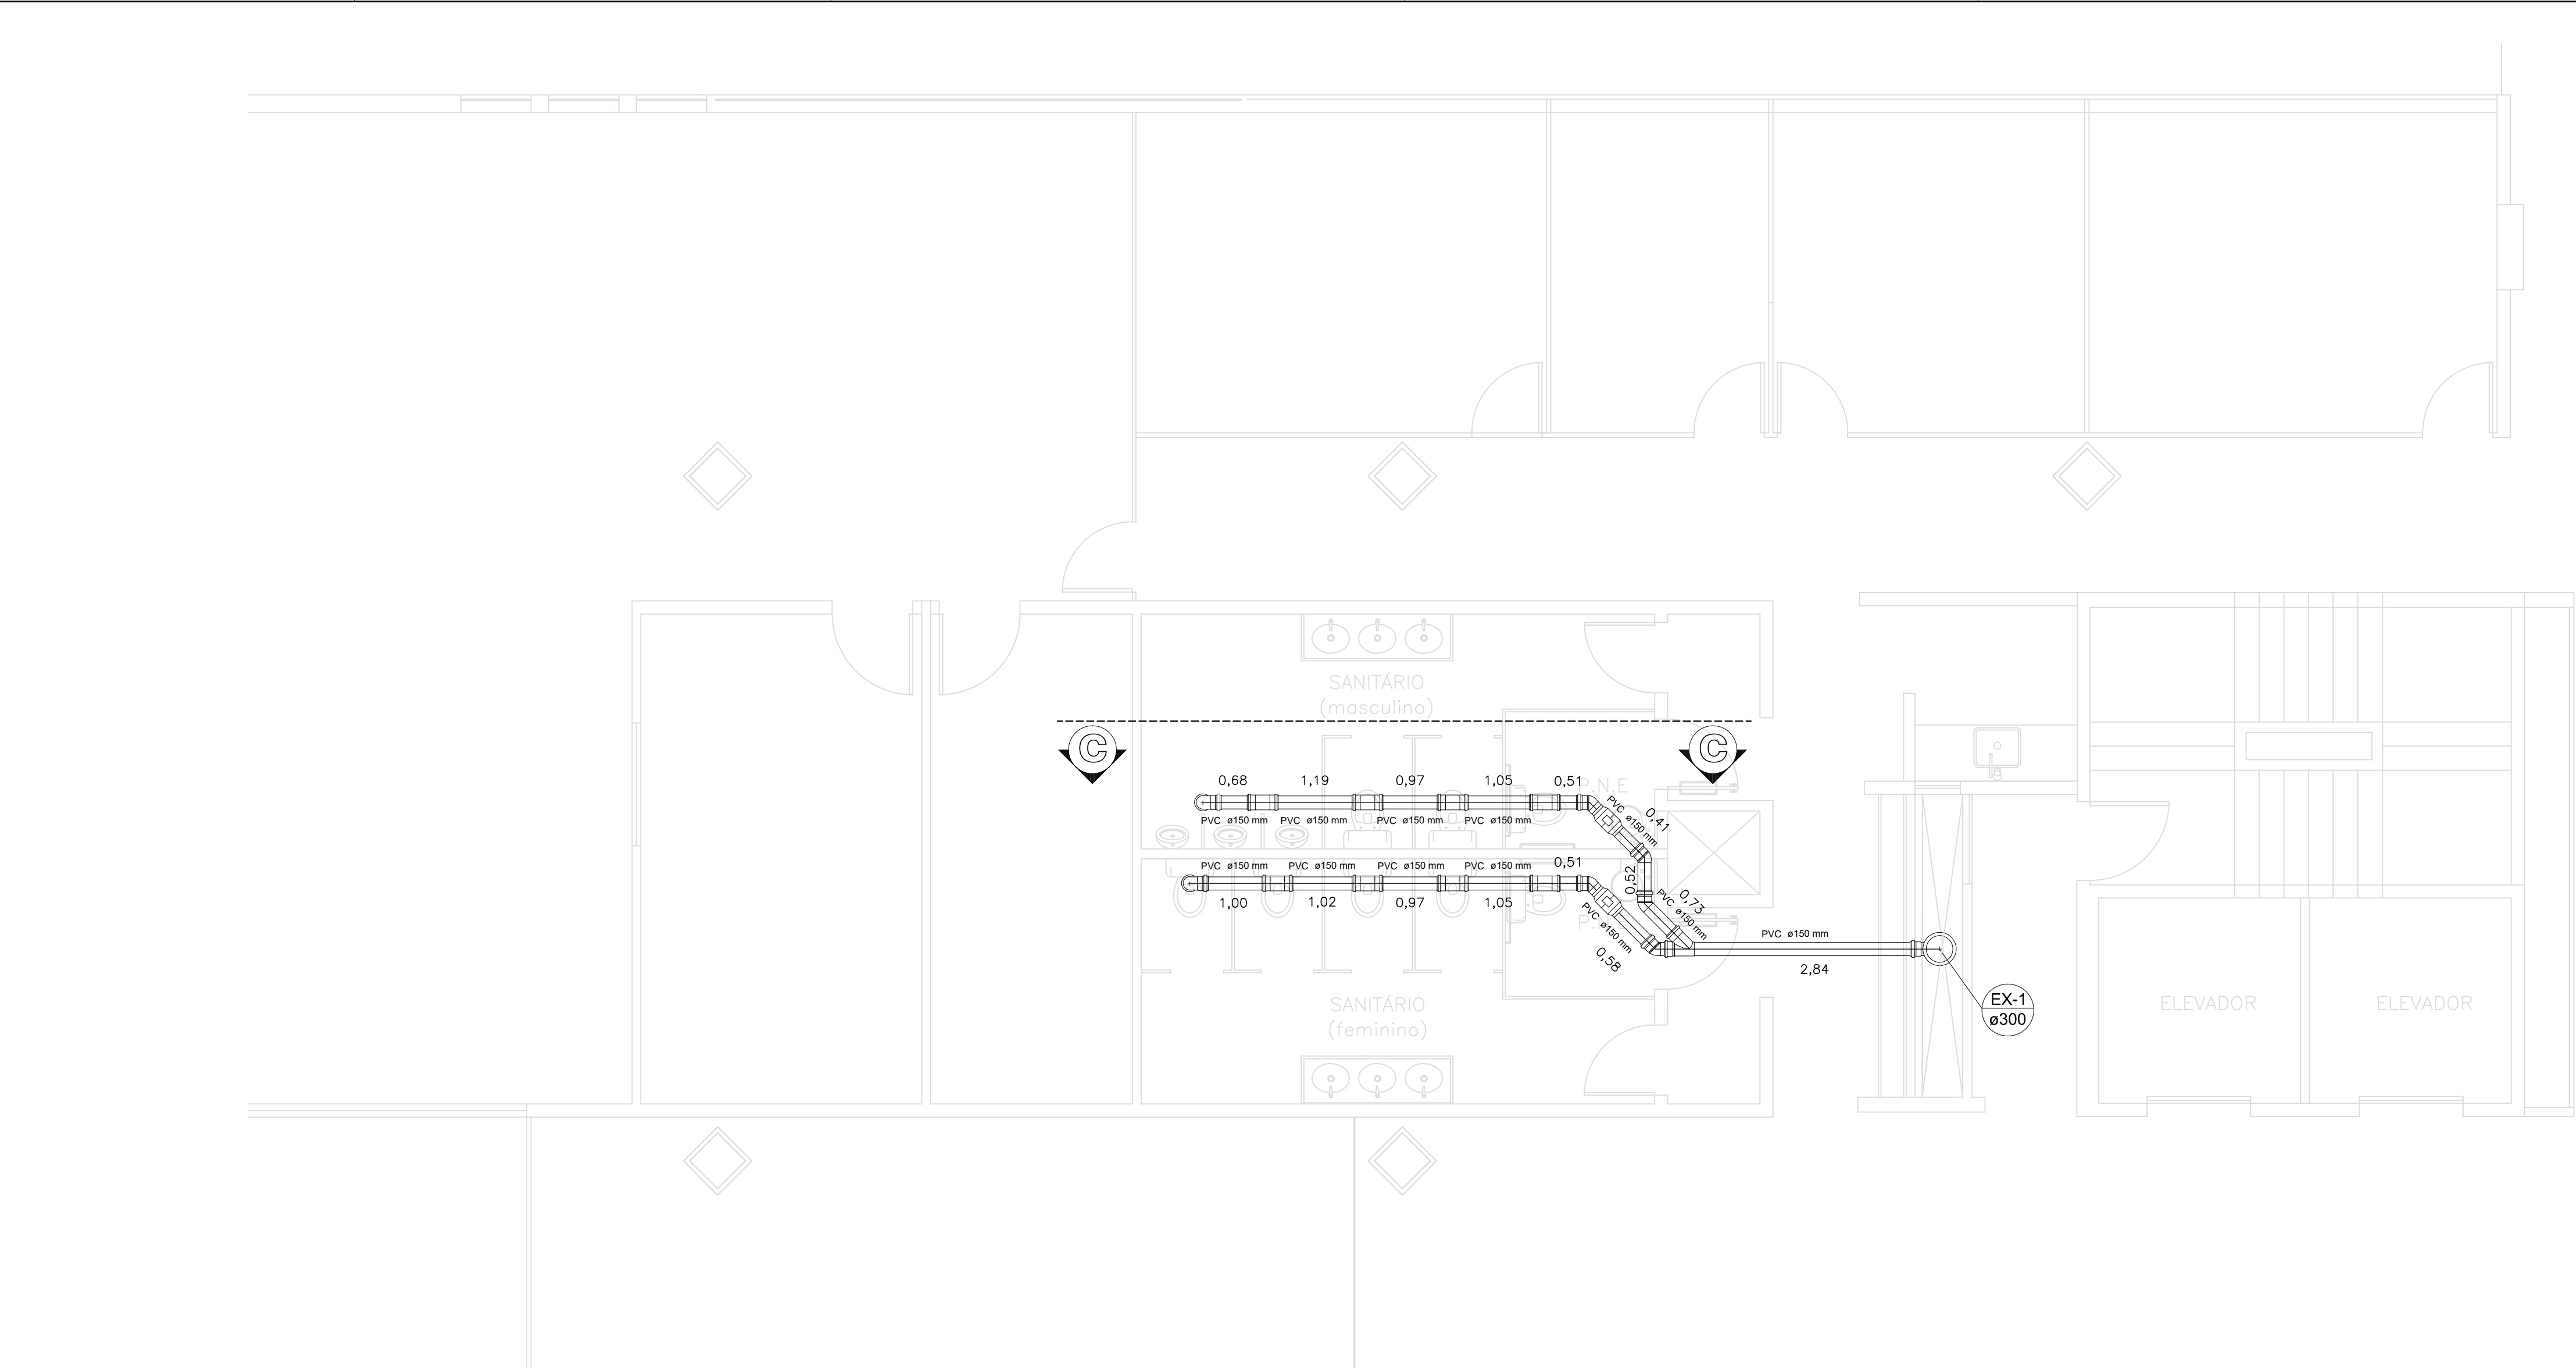 SANITÁRIO
(masculino)
C
C
0,68
1,19
0,97
1,05
0,51
P.N.E
PVC ø150 mm
PVC ø150 mm
PVC ø150 mm
PVC ø150 mm
PVC ø150 mm
0,41
PVC ø150 mm
PVC ø150 mm
PVC ø150 mm
PVC ø150 mm
0,51
0,52
1,00
1,02
0,97
1,05
PVC ø150 mm
0,73
PVC ø150 mm
0,58
PVC ø150 mm
2,84
SANITÁRIO
(feminino)
EX-1
ø300
ELEVADOR
ELEVADOR